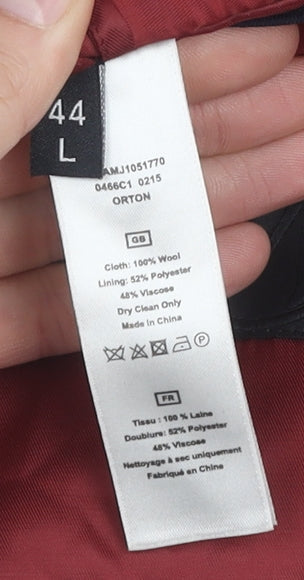 44
L
AMJ1051770
0466C1 0215
ORTON
GB
Cloth: 100% Wool
Lining: 52% Polyester
48% Viscose
Dry Clean Only
Made in China
P
FR
Tissu : 100 % Laine
Doublure: 52% Polyester
48% Viscose
Nettoyage à sec uniquement
Fabriqué en Chine